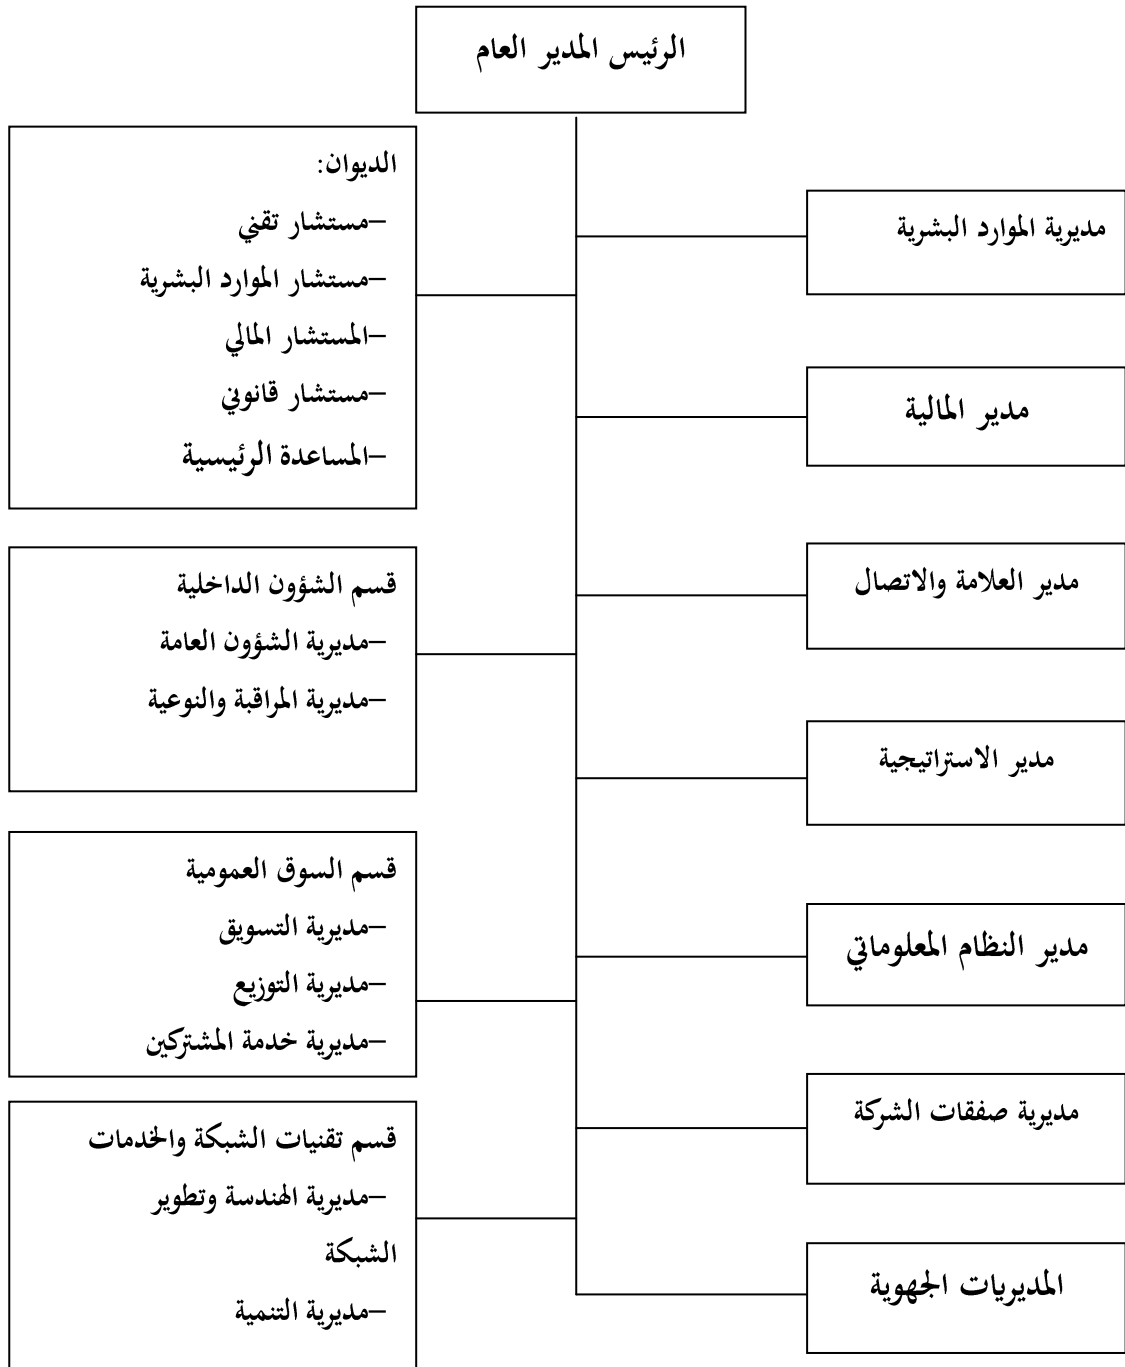 الرئيس المدير العام
مديرية الموارد البشرية
مدير المالية
مدير العلامة والاتصال
مدير الاستراتيجية
مدير النظام المعلوماتي
مديرية صفقات الشركة
المديريات الجهوية
الديوان:
–مستشار تقني
–مستشار الموارد البشرية
–المستشار المالي
–مستشار قانوني
–المساعدة الرئيسية
قسم الشؤون الداخلية
–مديرية الشؤون العامة
–مديرية المراقبة والنوعية
قسم السوق العمومية
–مديرية التسويق
–مديرية التوزيع
–مديرية خدمة المشتركين
قسم تقنيات الشبكة والخدمات
–مديرية الهندسة وتطوير
الشبكة
–مديرية التنمية